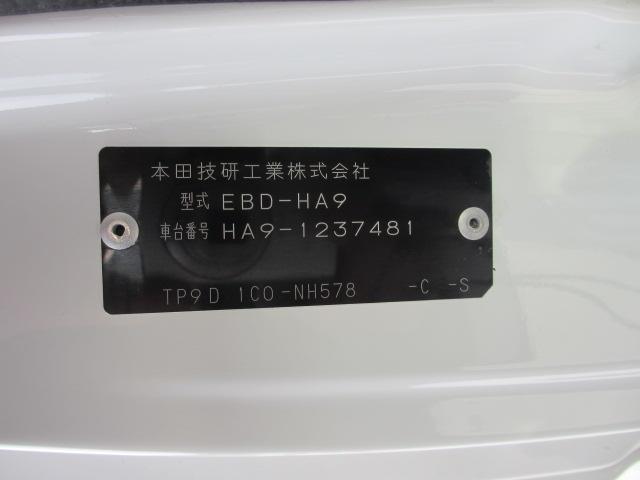 本田技研工業株式会社
型式 EBD-HA9
車台番号 HA9-1237481
TP9D 1C0-NH578 -C -S